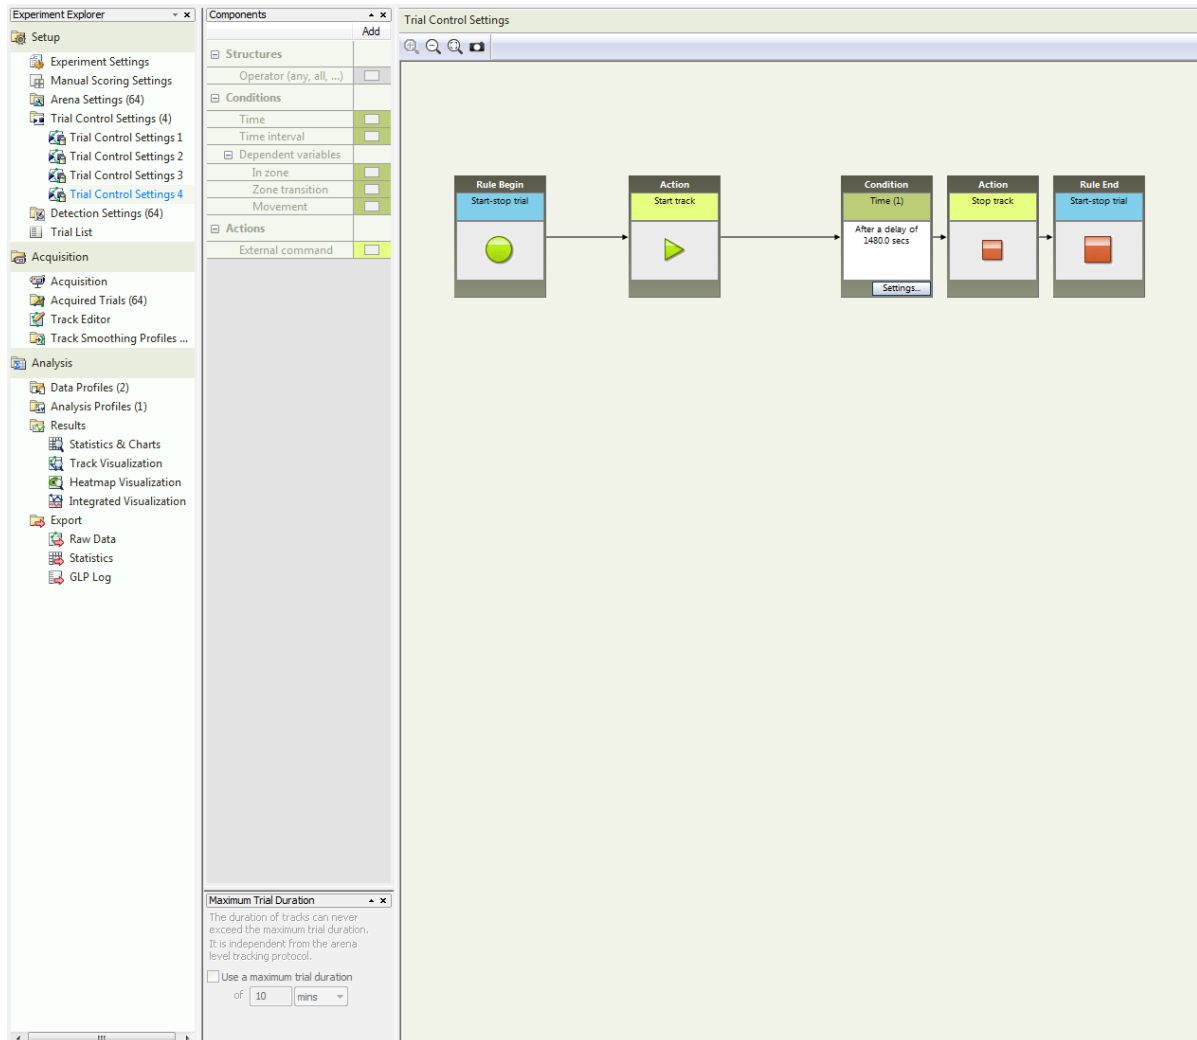 Experiment Explorer
Setup
Experiment Settings
Manual Scoring Settings
Arena Settings (64)
Trial Control Settings (4)
Trial Control Settings 1
Trial Control Settings 2
Trial Control Settings 3
Trial Control Settings 4
Detection Settings (64)
Trial List
Acquisition
Acquisition
Acquired Trials (64)
Track Editor
Track Smoothing Profiles ...
Analysis
Data Profiles (2)
Analysis Profiles (1)
Results
Statistics & Charts
Track Visualization
Heatmap Visualization
Integrated Visualization
Export
Raw Data
Statistics
GLP Log
Components
Add
Structures
Operator (any, all, ...)
Conditions
Time
Time interval
Dependent variables
In zone
Zone transition
Movement
Actions
External command
Maximum Trial Duration
The duration of tracks can never
exceed the maximum trial duration.
It is independent from the arena
level tracking protocol.
Use a maximum trial duration
of 10 mins
Trial Control Settings
Rule Begin
Start-stop trial
Action
Start track
Condition
Time (1)
After a delay of
1480.0 secs
Settings...
Action
Stop track
Rule End
Start-stop trial